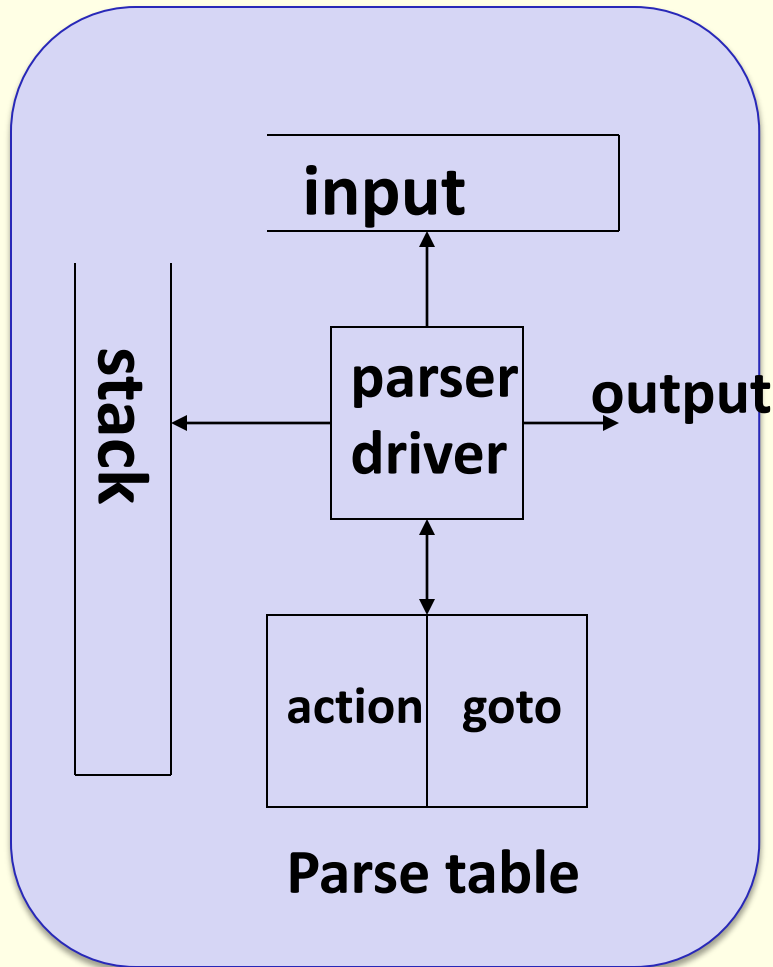 input
stack
parser
driver
output
action
goto
Parse table